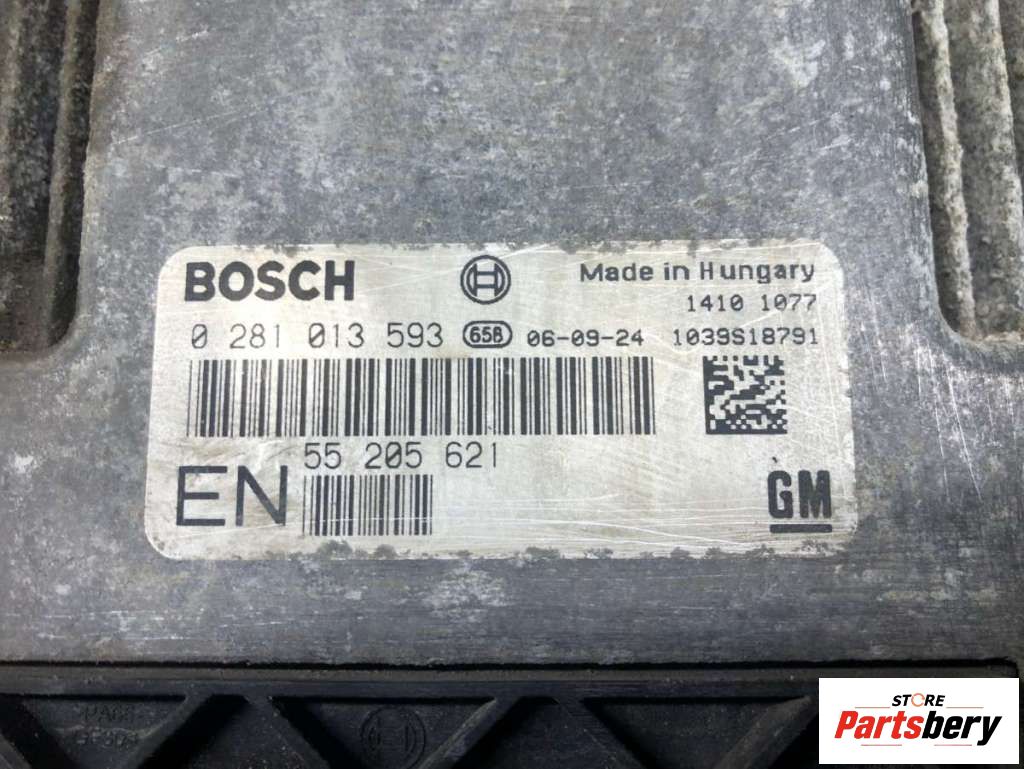 BOSCH Made in Hungary
1410 1077
0 281 013 593 65B 06-09-24 1039S18791
55 205 621
EN GM
STORE
Partsbery